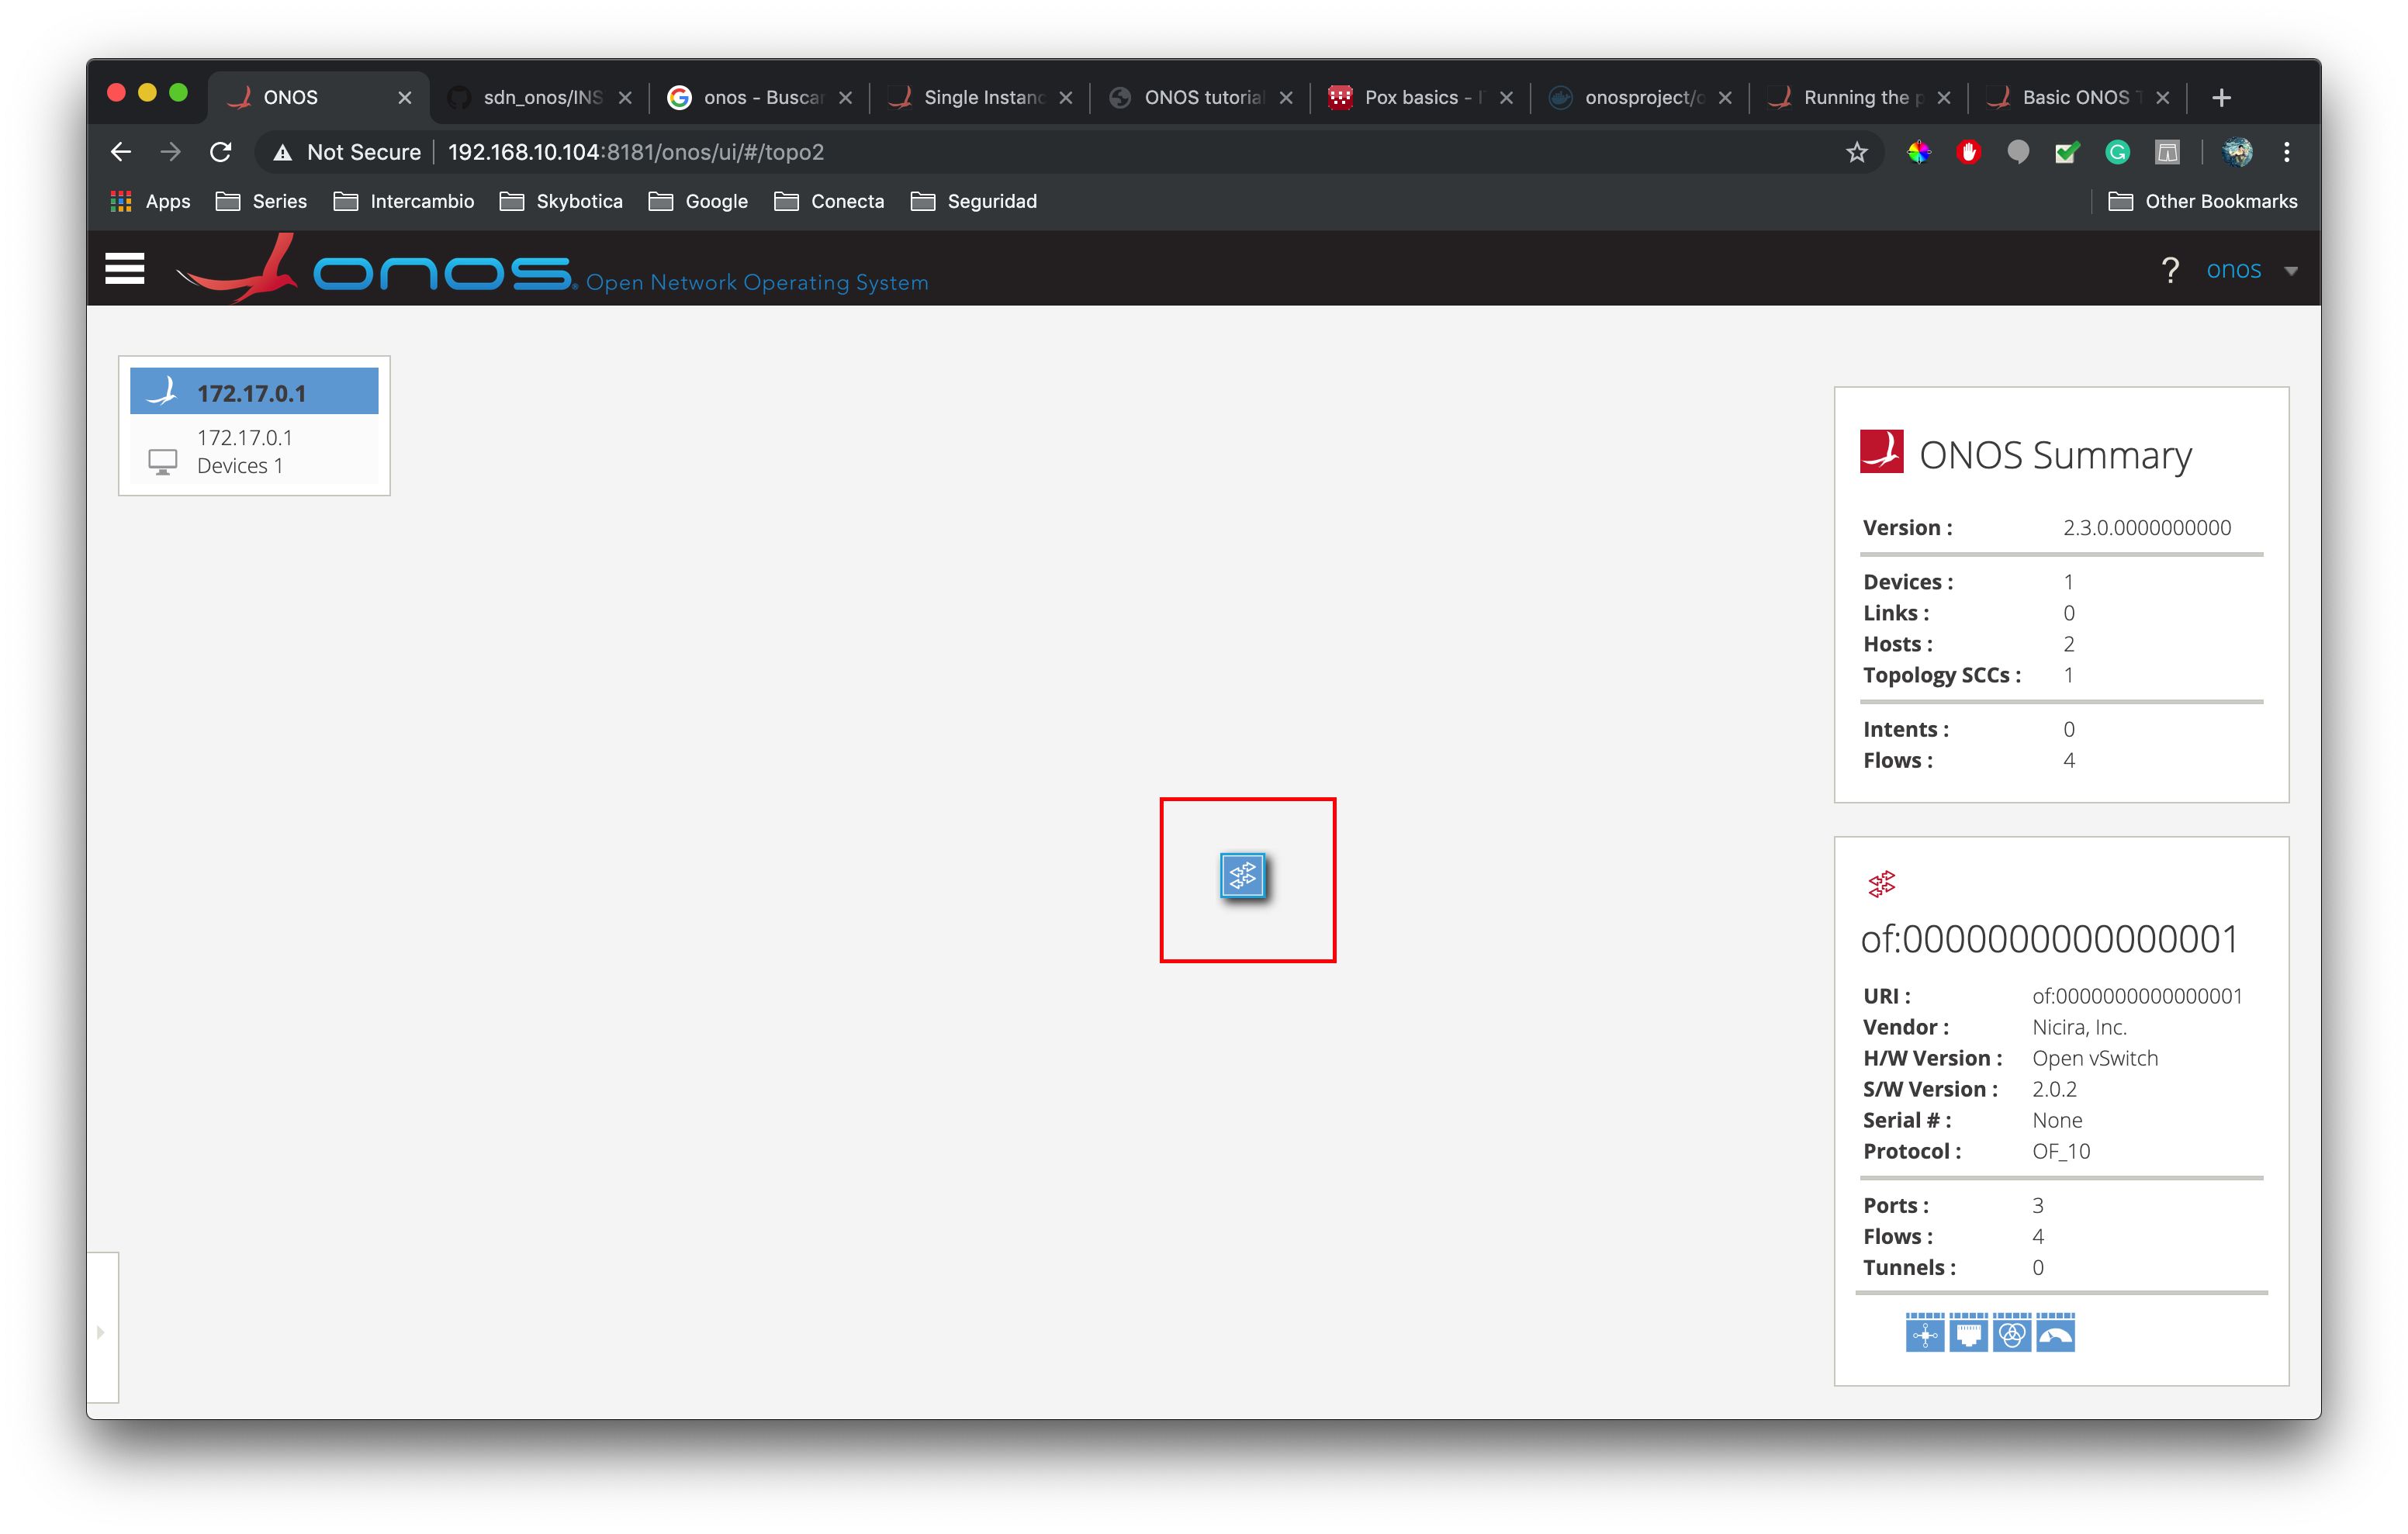 ONOS
sdn_onos/INS
onos - Buscar
Single Instanc
ONOS tutorial
Pox basics - I
onosproject/o
Running the p
Basic ONOS T
Not Secure 192.168.10.104:8181/onos/ui/#/topo2
Apps Series Intercambio Skybotica Google Conecta Seguridad Other Bookmarks
onos Open Network Operating System ? onos
172.17.0.1
172.17.0.1
Devices 1
ONOS Summary
Version : 2.3.0.0000000000
Devices : 1
Links : 0
Hosts : 2
Topology SCCs : 1
Intents : 0
Flows : 4
of:0000000000000001
URI : of:0000000000000001
Vendor : Nicira, Inc.
H/W Version : Open vSwitch
S/W Version : 2.0.2
Serial # : None
Protocol : OF_10
Ports : 3
Flows : 4
Tunnels : 0